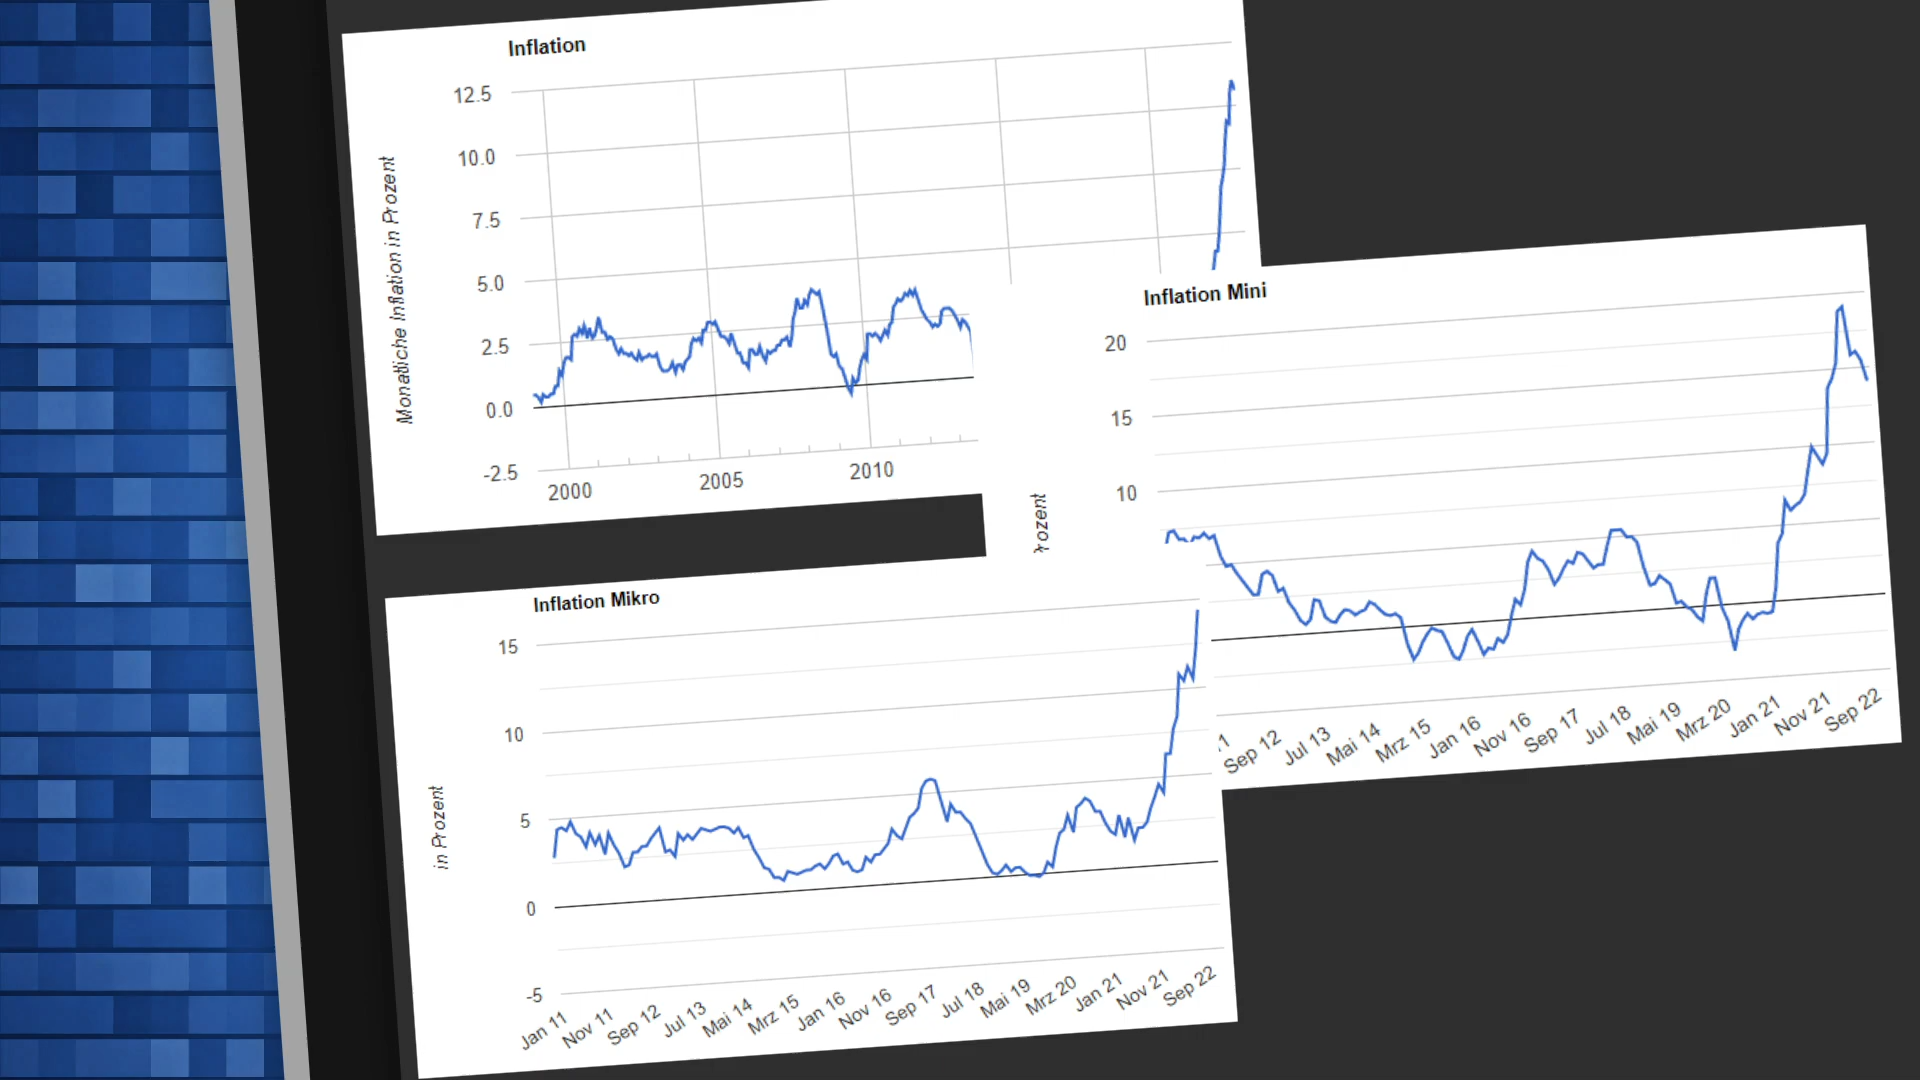 Inflation
Monatliche Inflation in Prozent
12.5
10.0
7.5
5.0
2.5
0.0
-2.5
2000
2005
2010
Inflation Mini
20
15
10
Sep 12
Jul 13
Mai 14
Mrz 15
Jan 16
Nov 16
Sep 17
Jul 18
Mai 19
Mrz 20
Jan 21
Nov 21
Sep 22
Inflation Mikro
in Prozent
15
10
5
0
-5
Jan 11
Nov 11
Sep 12
Jul 13
Mai 14
Mrz 15
Jan 16
Nov 16
Sep 17
Jul 18
Mai 19
Mrz 20
Jan 21
Nov 21
Sep 22